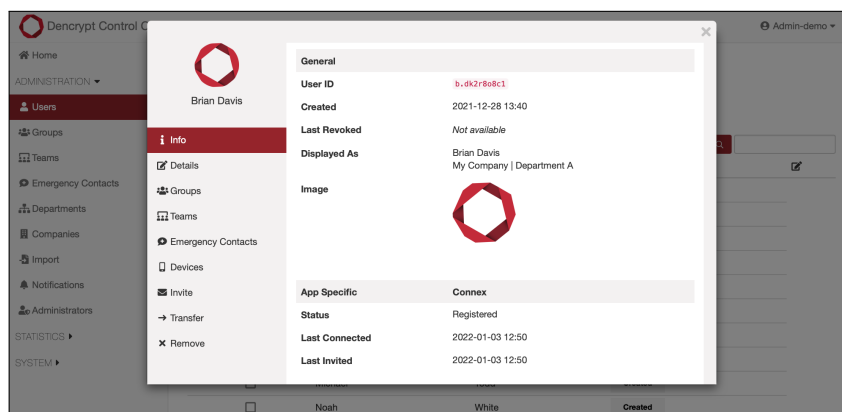 Dencrypt Control C
Admin-demo
Home
ADMINISTRATION
Users
Groups
Teams
Emergency Contacts
Departments
Companies
Import
Notifications
Administrators
STATISTICS
SYSTEM
×
Brian Davis
Info
Details
Groups
Teams
Emergency Contacts
Devices
Invite
Transfer
Remove
General
User ID b.dk2r8o8c1
Created 2021-12-28 13:40
Last Revoked Not available
Displayed As Brian Davis
My Company | Department A
Image
App Specific Connex
Status Registered
Last Connected 2022-01-03 12:50
Last Invited 2022-01-03 12:50
Noah White Created